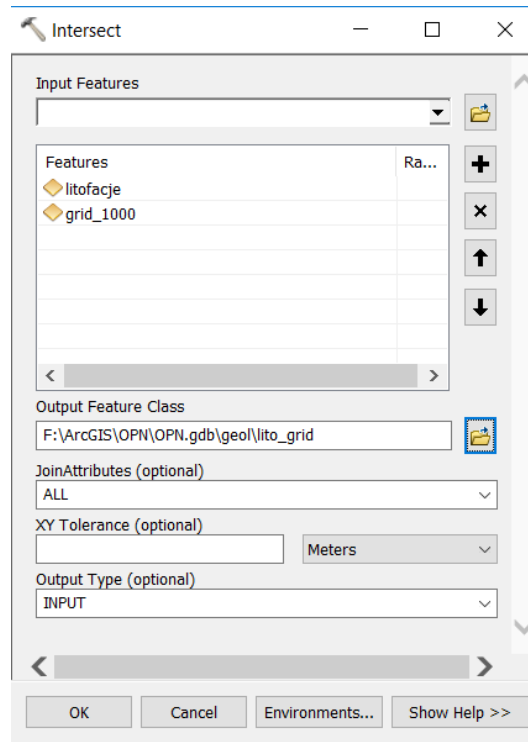 Intersect
Input Features
Features Ra...
litofacje
grid_1000
Output Feature Class
F:\ArcGIS\OPN\OPN.gdb\geol\lito_grid
JoinAttributes (optional)
ALL
XY Tolerance (optional)
Meters
Output Type (optional)
INPUT
OK Cancel Environments... Show Help >>